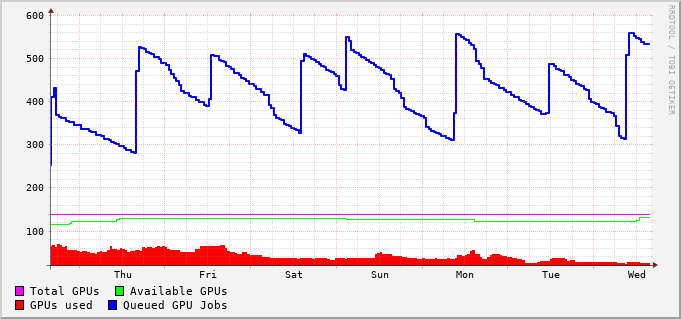 600
500
400
300
200
100
Thu Fri Sat Sun Mon Tue Wed
Total GPUs Available GPUs
GPUs used Queued GPU Jobs
RRDTOOL / TOBI OETIKER